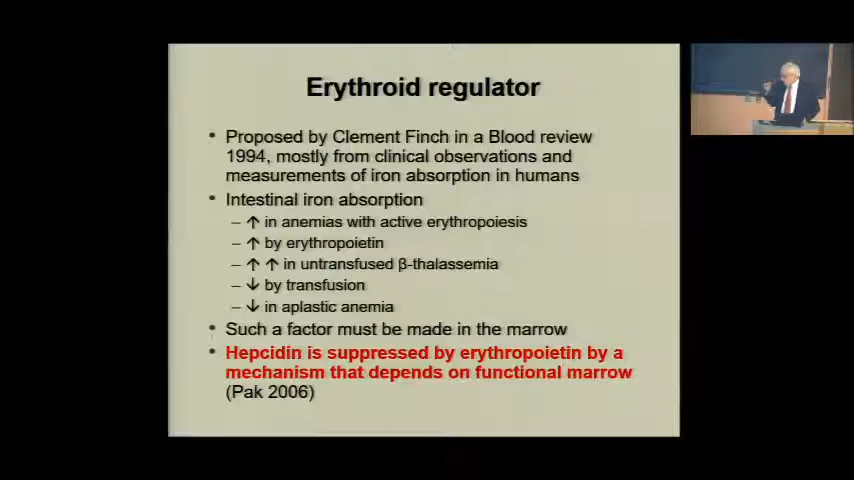 Erythroid regulator
• Proposed by Clement Finch in a Blood review
1994, mostly from clinical observations and
measurements of iron absorption in humans
• Intestinal iron absorption
– ↑ in anemias with active erythropoiesis
– ↑ by erythropoietin
– ↑ ↑ in untransfused β-thalassemia
– ↓ by transfusion
– ↓ in aplastic anemia
• Such a factor must be made in the marrow
• Hepcidin is suppressed by erythropoietin by a
mechanism that depends on functional marrow
(Pak 2006)